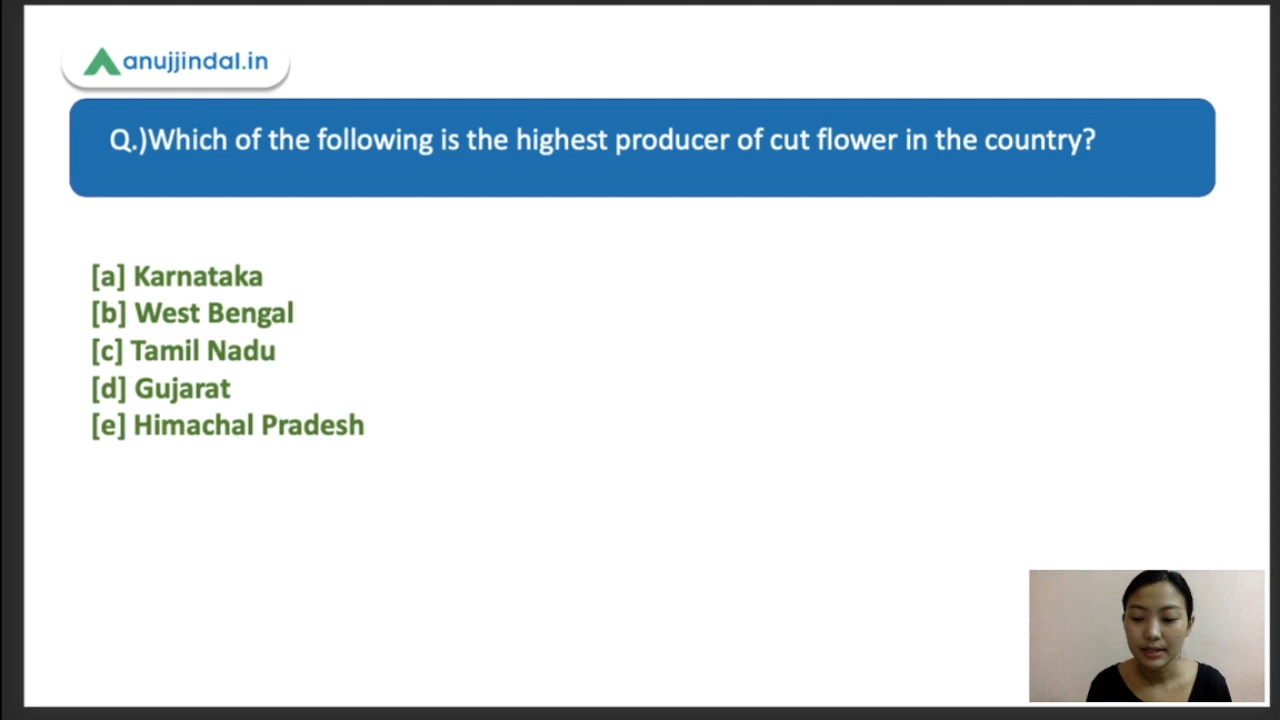 anujjindal.in
Q.)Which of the following is the highest producer of cut flower in the country?
[a] Karnataka
[b] West Bengal
[c] Tamil Nadu
[d] Gujarat
[e] Himachal Pradesh